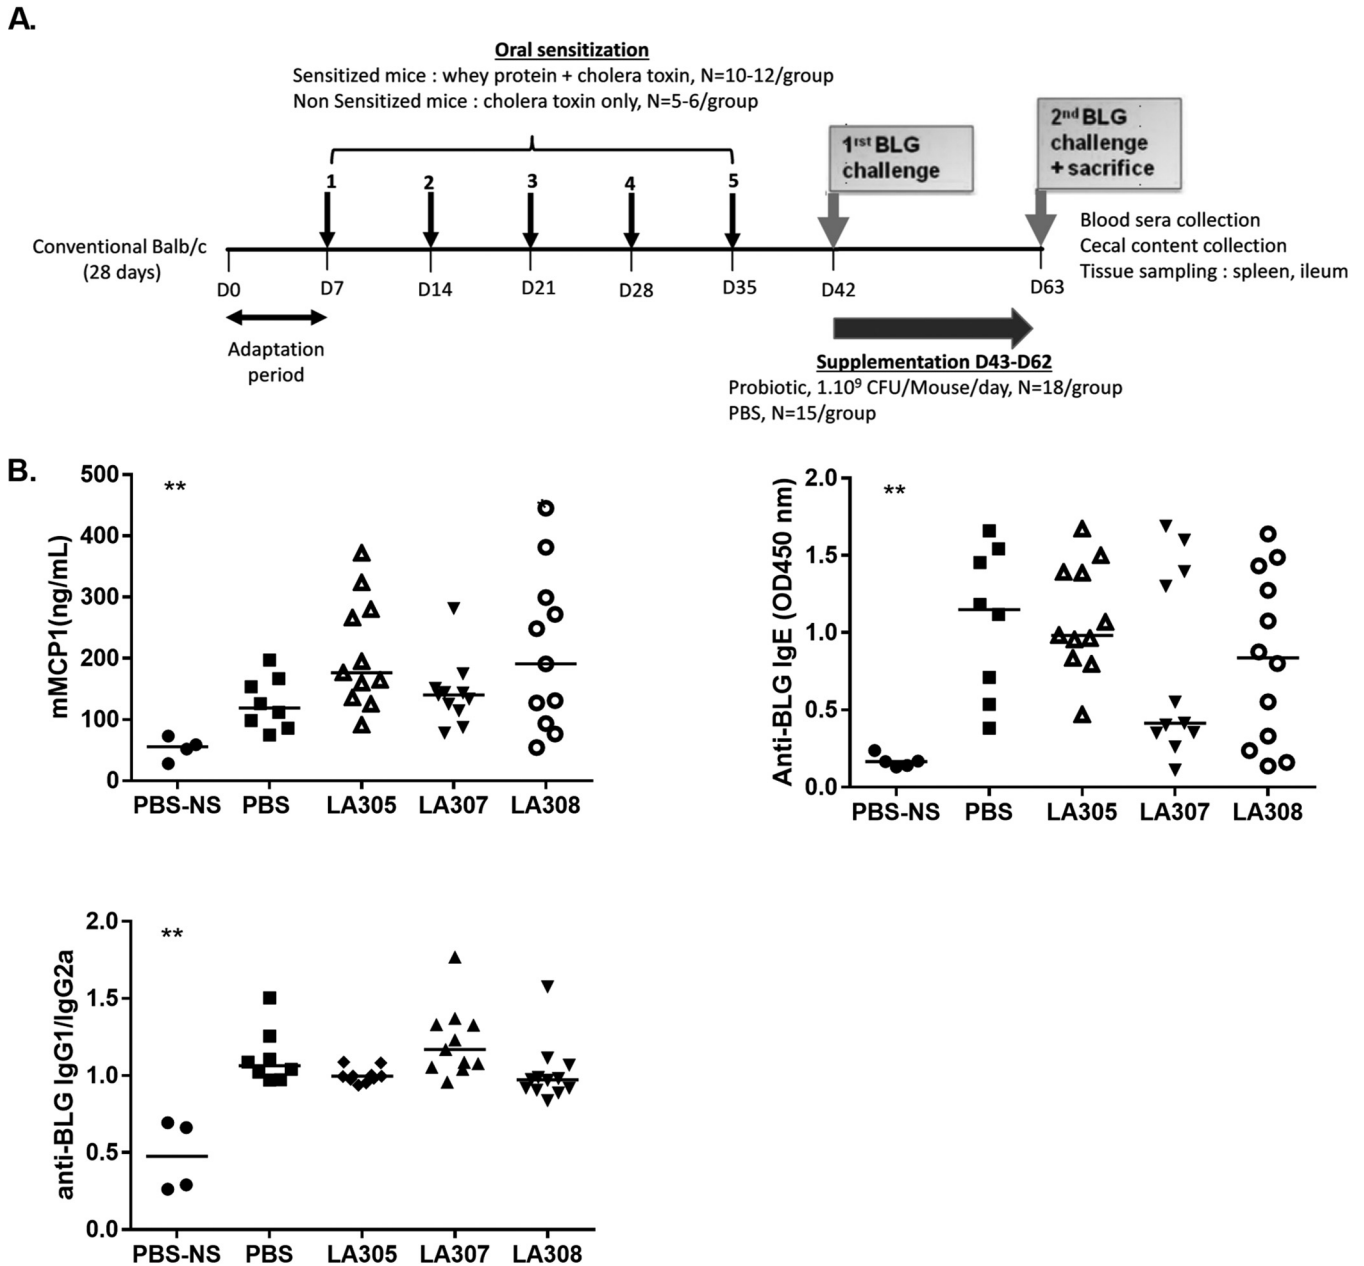 A.
Oral sensitization
Sensitized mice : whey protein + cholera toxin, N=10-12/group
Non Sensitized mice : cholera toxin only, N=5-6/group
1 2 3 4 5
1rst BLG
challenge
2nd BLG
challenge
+ sacrifice
Blood sera collection
Cecal content collection
Tissue sampling : spleen, ileum
Conventional Balb/c
(28 days)
D0 D7 D14 D21 D28 D35 D42 D63
Adaptation
period
Supplementation D43-D62
Probiotic, 1.10⁹ CFU/Mouse/day, N=18/group
PBS, N=15/group
B.
mMCP1(ng/mL)
500
400
300
200
100
0
**
PBS-NS PBS LA305 LA307 LA308
Anti-BLG IgE (OD450 nm)
2.0
1.5
1.0
0.5
0.0
**
PBS-NS PBS LA305 LA307 LA308
anti-BLG IgG1/IgG2a
2.0
1.5
1.0
0.5
0.0
**
PBS-NS PBS LA305 LA307 LA308